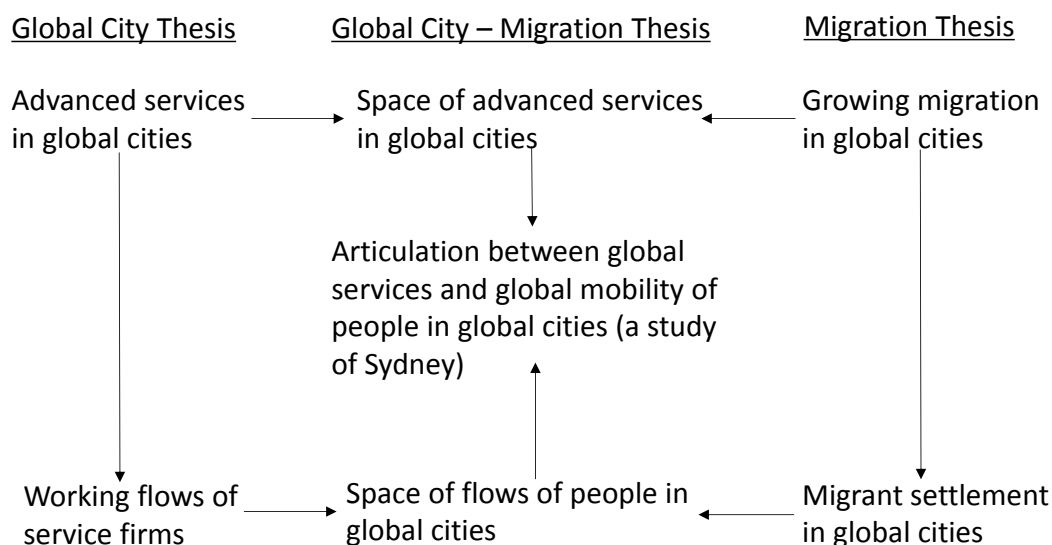 Global City Thesis
Global City – Migration Thesis
Migration Thesis
Advanced services
in global cities
Space of advanced services
in global cities
Growing migration
in global cities
Articulation between global
services and global mobility of
people in global cities (a study
of Sydney)
Working flows of
service firms
Space of flows of people in
global cities
Migrant settlement
in global cities